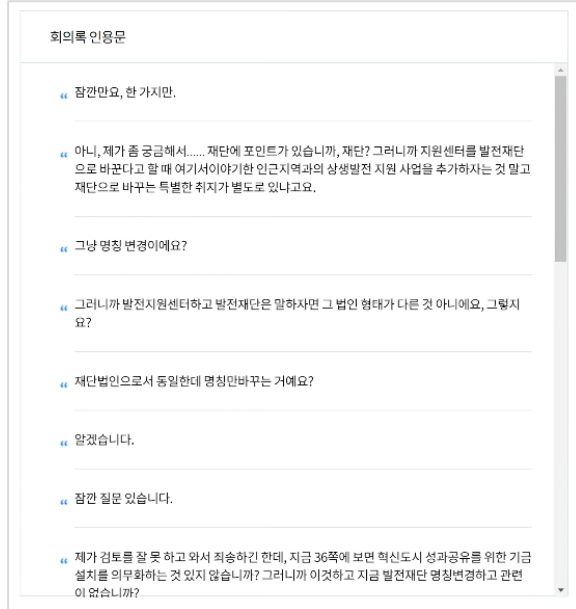 회의록 인용문
“ 잠깐만요, 한 가지만.
“ 아니, 제가 좀 궁금해서…… 재단에 포인트가 있습니까, 재단? 그러니까 지원센터를 발전재단
으로 바꾼다고 할 때 여기서이야기한 인근지역과의 상생발전 지원 사업을 추가하자는 것 말고
재단으로 바꾸는 특별한 취지가 별도로 있냐고요.
“ 그냥 명칭 변경이에요?
“ 그러니까 발전지원센터하고 발전재단은 말하자면 그 법인 형태가 다른 것 아니에요, 그렇지
요?
“ 재단법인으로서 동일한데 명칭만바꾸는 거예요?
“ 알겠습니다.
“ 잠깐 질문 있습니다.
“ 제가 검토를 잘 못 하고 와서 죄송하긴 한데, 지금 36쪽에 보면 혁신도시 성과공유를 위한 기금
설치를 의무화하는 것 있지 않습니까? 그러니까 이것하고 지금 발전재단 명칭변경하고 관련
이 없습니까?